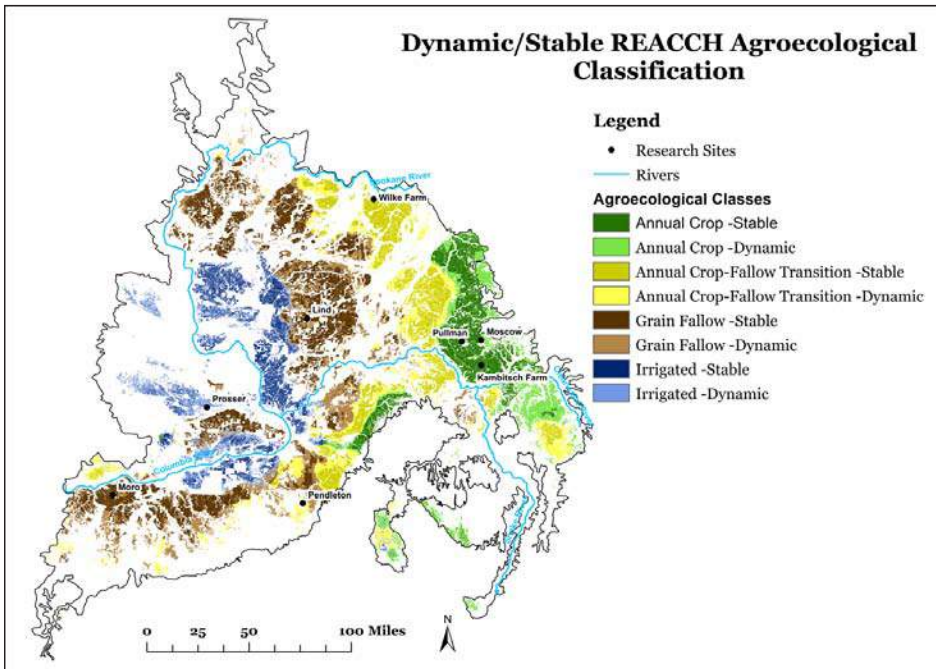 Dynamic/Stable REACCH Agroecological
Classification
Legend
Research Sites
Rivers
Agroecological Classes
Annual Crop -Stable
Annual Crop -Dynamic
Annual Crop-Fallow Transition -Stable
Annual Crop-Fallow Transition -Dynamic
Grain Fallow -Stable
Grain Fallow -Dynamic
Irrigated -Stable
Irrigated -Dynamic
Spokane River
Wilke Farm
Lind
Pullman
Moscow
Kambitsch Farm
Prosser
Columbia
Moro
Pendleton
N
0 25 50 100 Miles